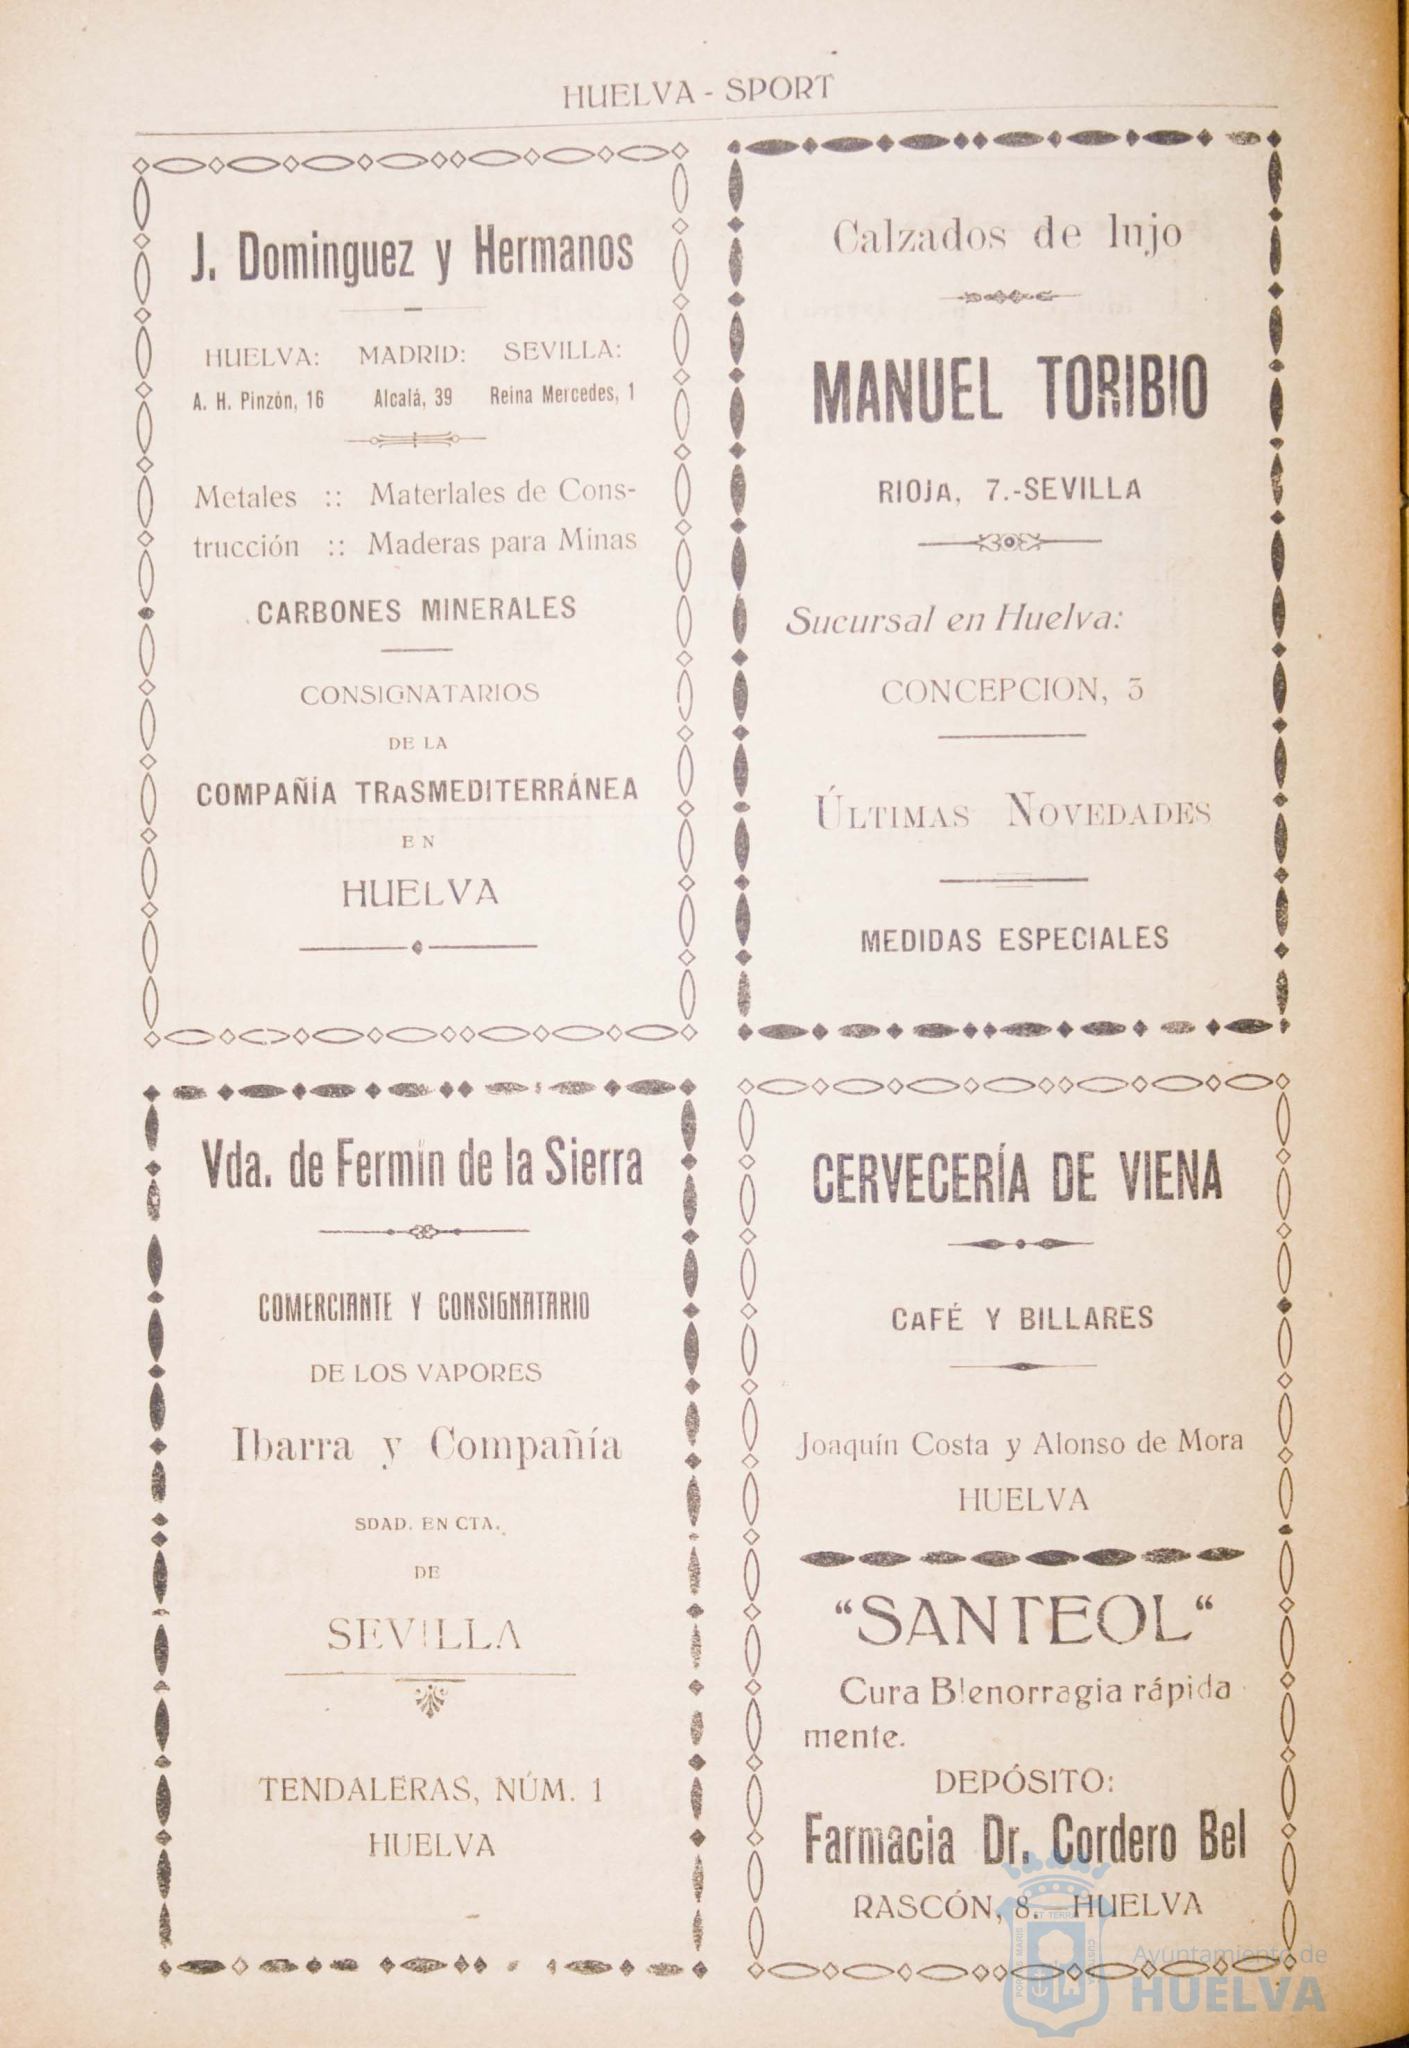 HUELVA - SPORT
J. Dominguez y Hermanos
HUELVA: MADRID: SEVILLA:
A. H. Pinzón, 16 Alcalá, 39 Reina Mercedes, 1
Metales :: Materlales de Cons-
trucción :: Maderas para Minas
CARBONES MINERALES
CONSIGNATARIOS
DE LA
COMPAÑÍA TRASMEDITERRÁNEA
EN
HUELVA
Calzados de lujo
MANUEL TORIBIO
RIOJA, 7.-SEVILLA
Sucursal en Huelva:
CONCEPCION, 3
ÚLTIMAS NOVEDADES
MEDIDAS ESPECIALES
Vda. de Fermín de la Sierra
COMERCIANTE Y CONSIGNATARIO
DE LOS VAPORES
Ibarra y Compañía
SDAD. EN CTA.
DE
SEVILLA
TENDALERAS, NÚM. 1
HUELVA
CERVECERÍA DE VIENA
CAFÉ Y BILLARES
Joaquín Costa y Alonso de Mora
HUELVA
"SANTEOL"
Cura Blenorragia rápida
mente.
DEPÓSITO:
Farmacia Dr. Cordero Bel
RASCÓN, 8.—HUELVA
Ayuntamiento de
HUELVA